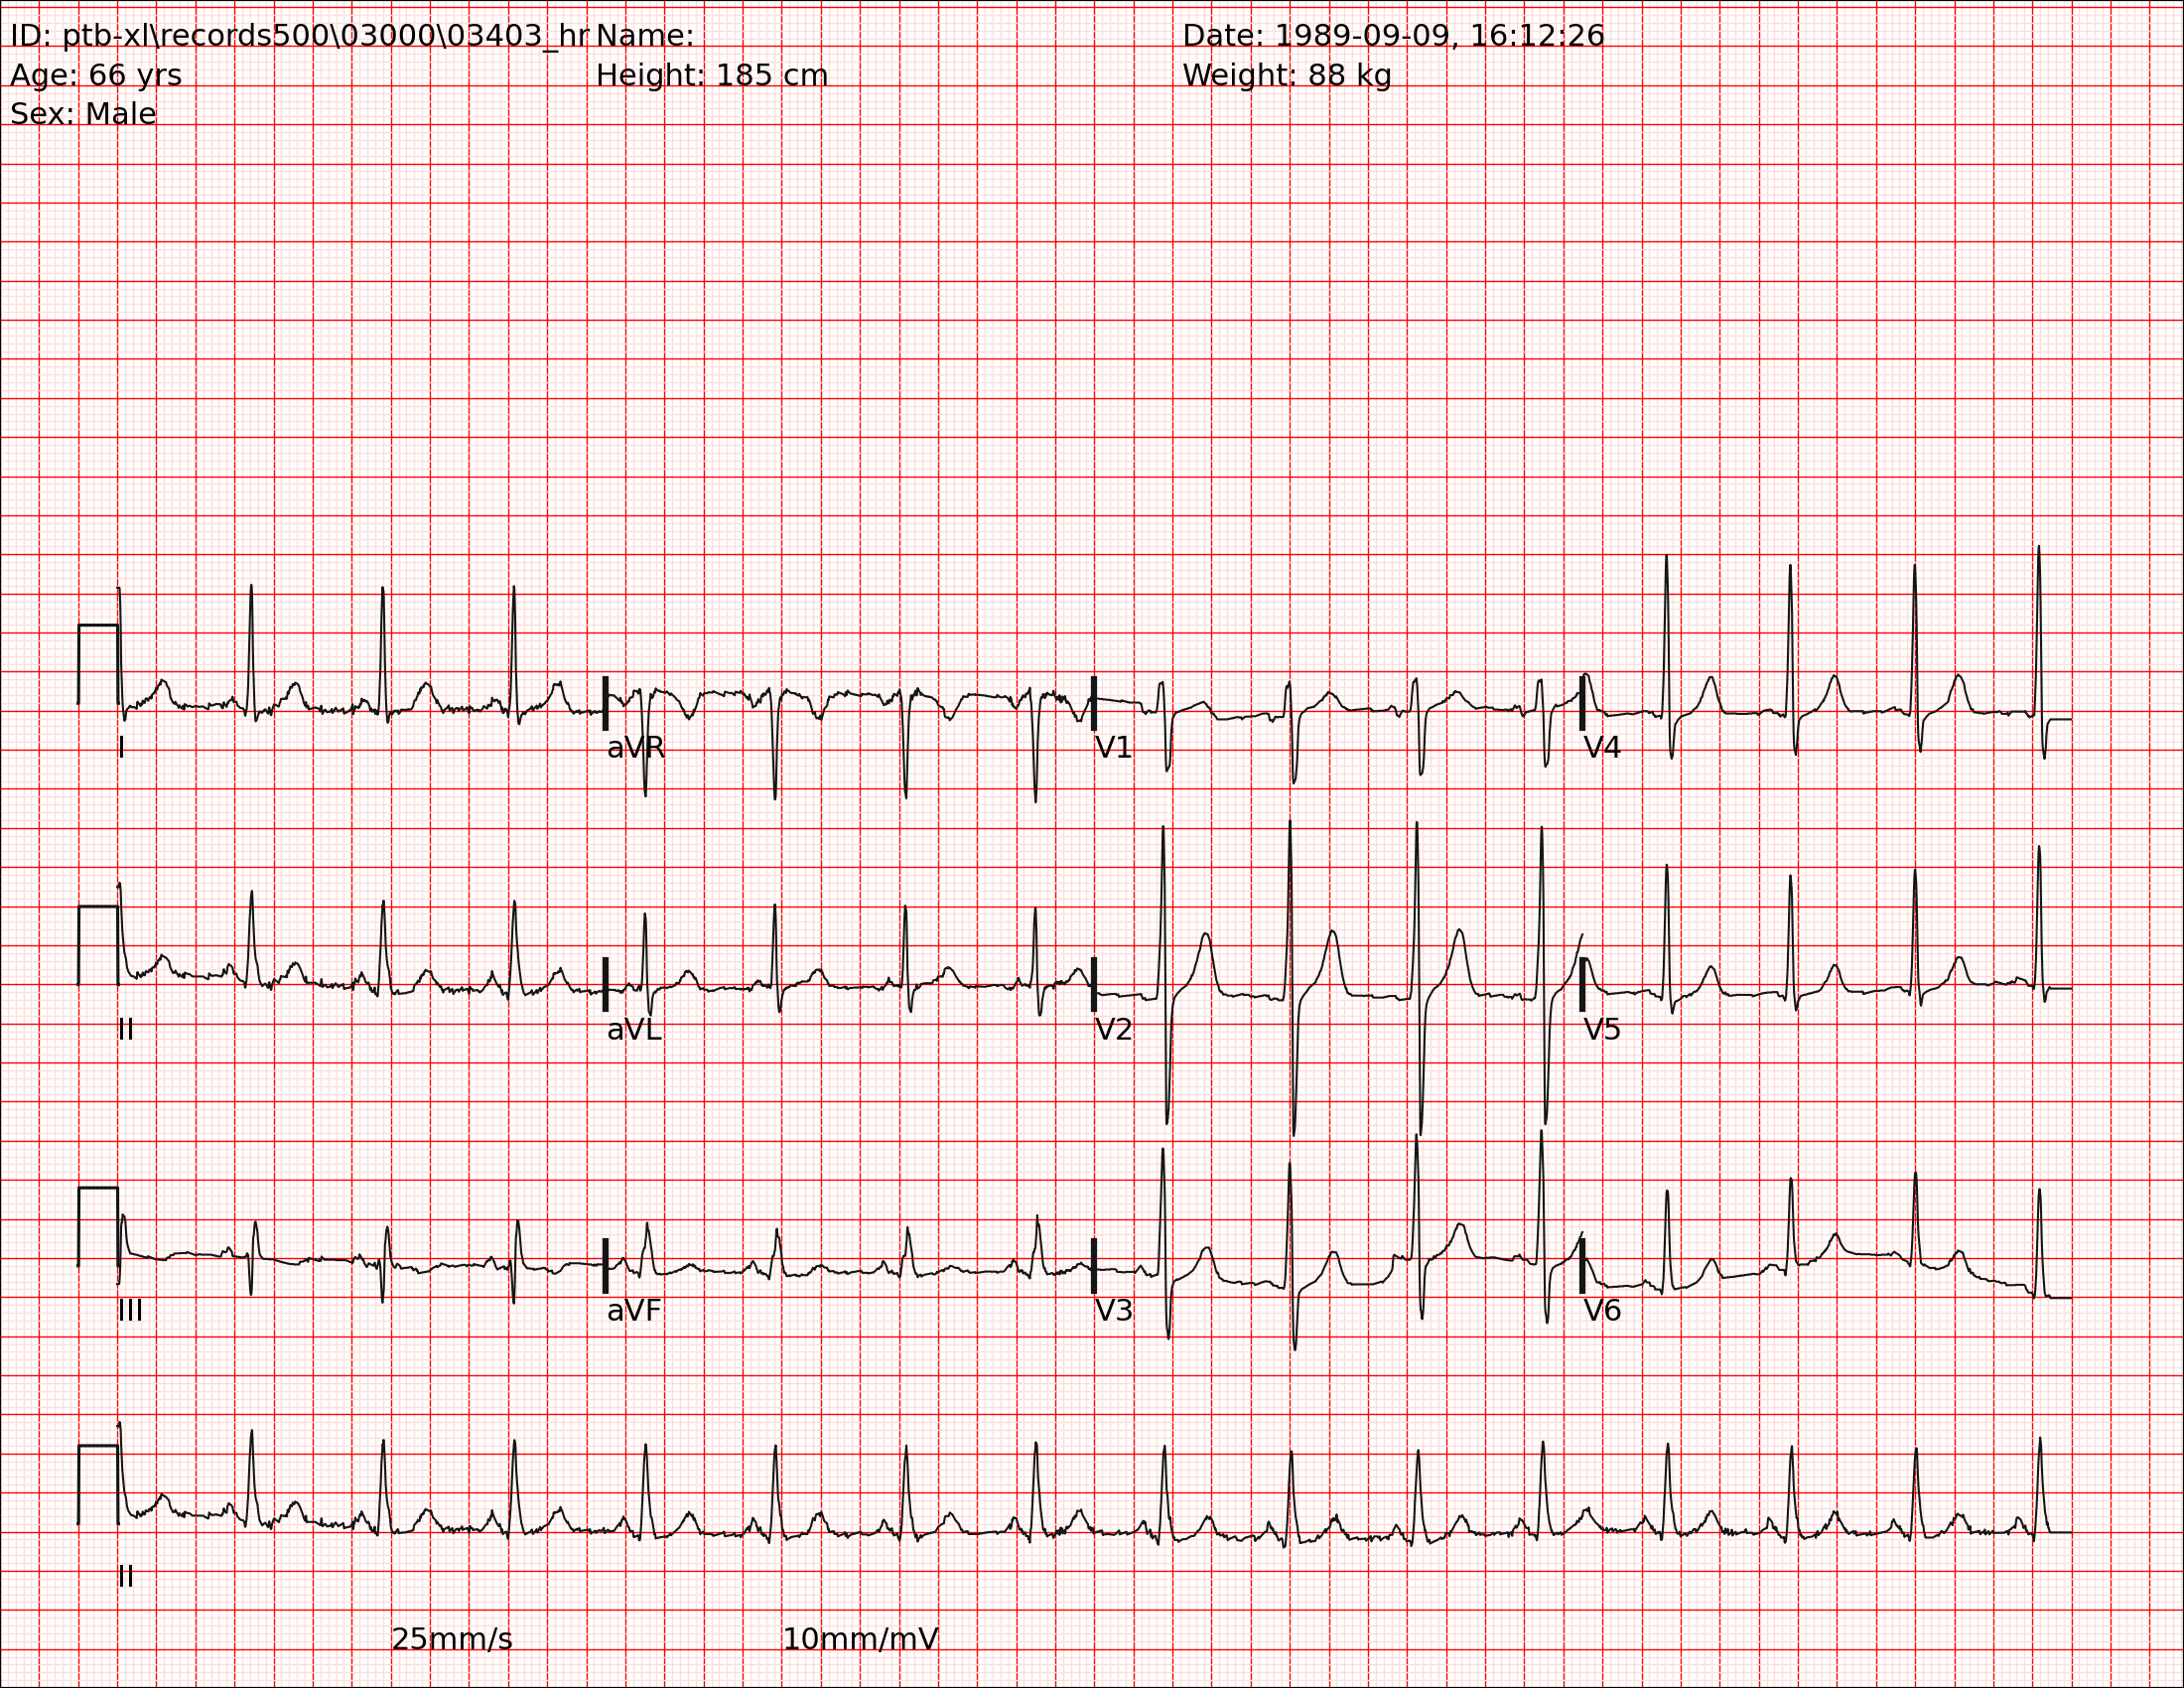 ID: ptb-xl\records500\03000\03403_hr Name: Date: 1989-09-09, 16:12:26
Age: 66 yrs Height: 185 cm Weight: 88 kg
Sex: Male
I aVR V1 V4
II aVL V2 V5
III aVF V3 V6
II
25mm/s 10mm/mV